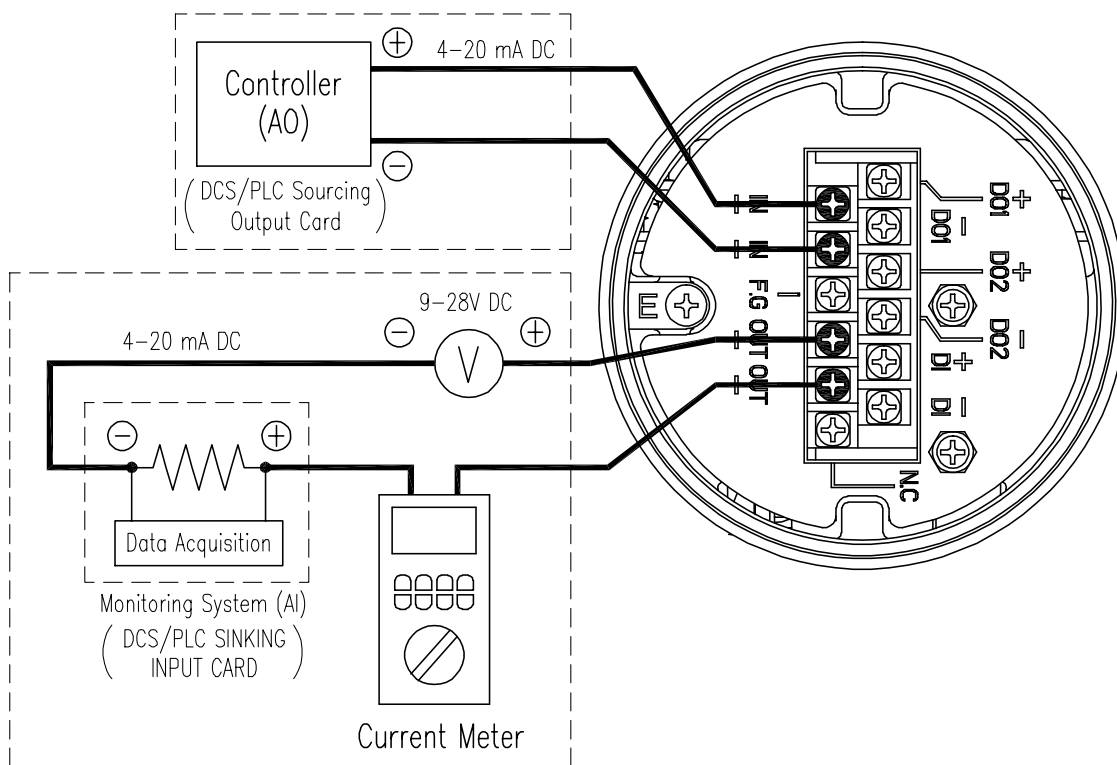 Controller
(AO)
+
4–20 mA DC
−
(DCS/PLC Sourcing
Output Card)
9–28V DC
−
+
V
4–20 mA DC
−
+
Data Acquisition
Monitoring System (AI)
(DCS/PLC SINKING
INPUT CARD)
Current Meter
E
IN
IN
F.G
OUT
OUT
DO1 +
DO1 −
DO2 +
DO2 −
DI +
DI −
N.C